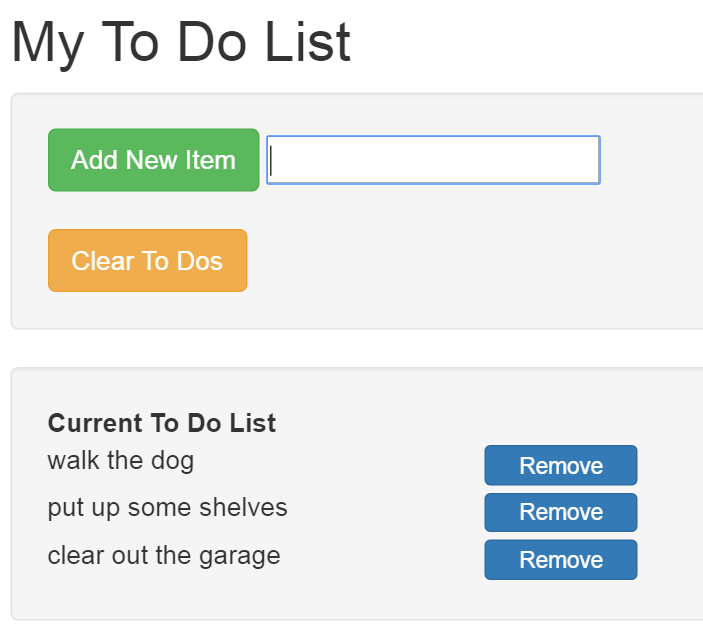 My To Do List
Add New Item
Clear To Dos
Current To Do List
walk the dog Remove
put up some shelves Remove
clear out the garage Remove